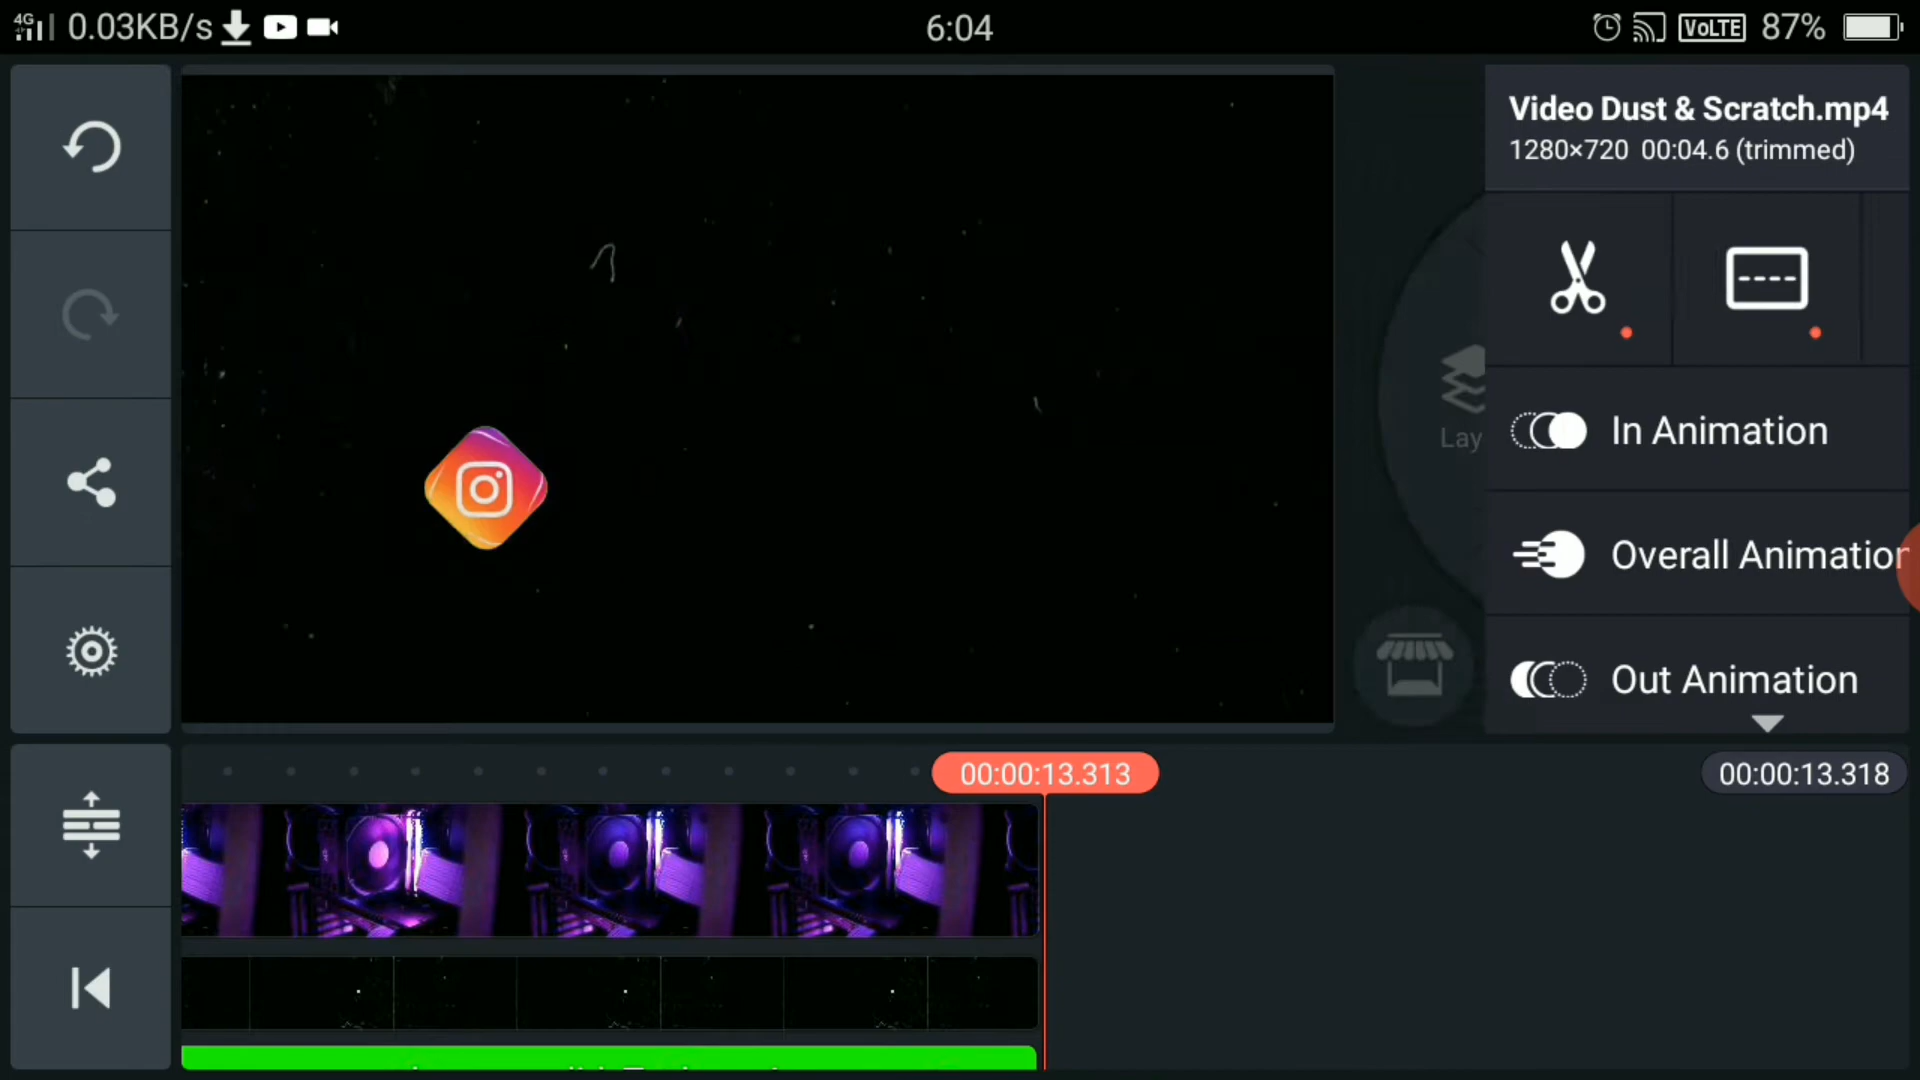 4G 0.03KB/s 6:04 VoLTE 87%
Video Dust & Scratch.mp4
1280×720 00:04.6 (trimmed)
In Animation
Lay
Overall Animation
Out Animation
00:00:13.313
00:00:13.318